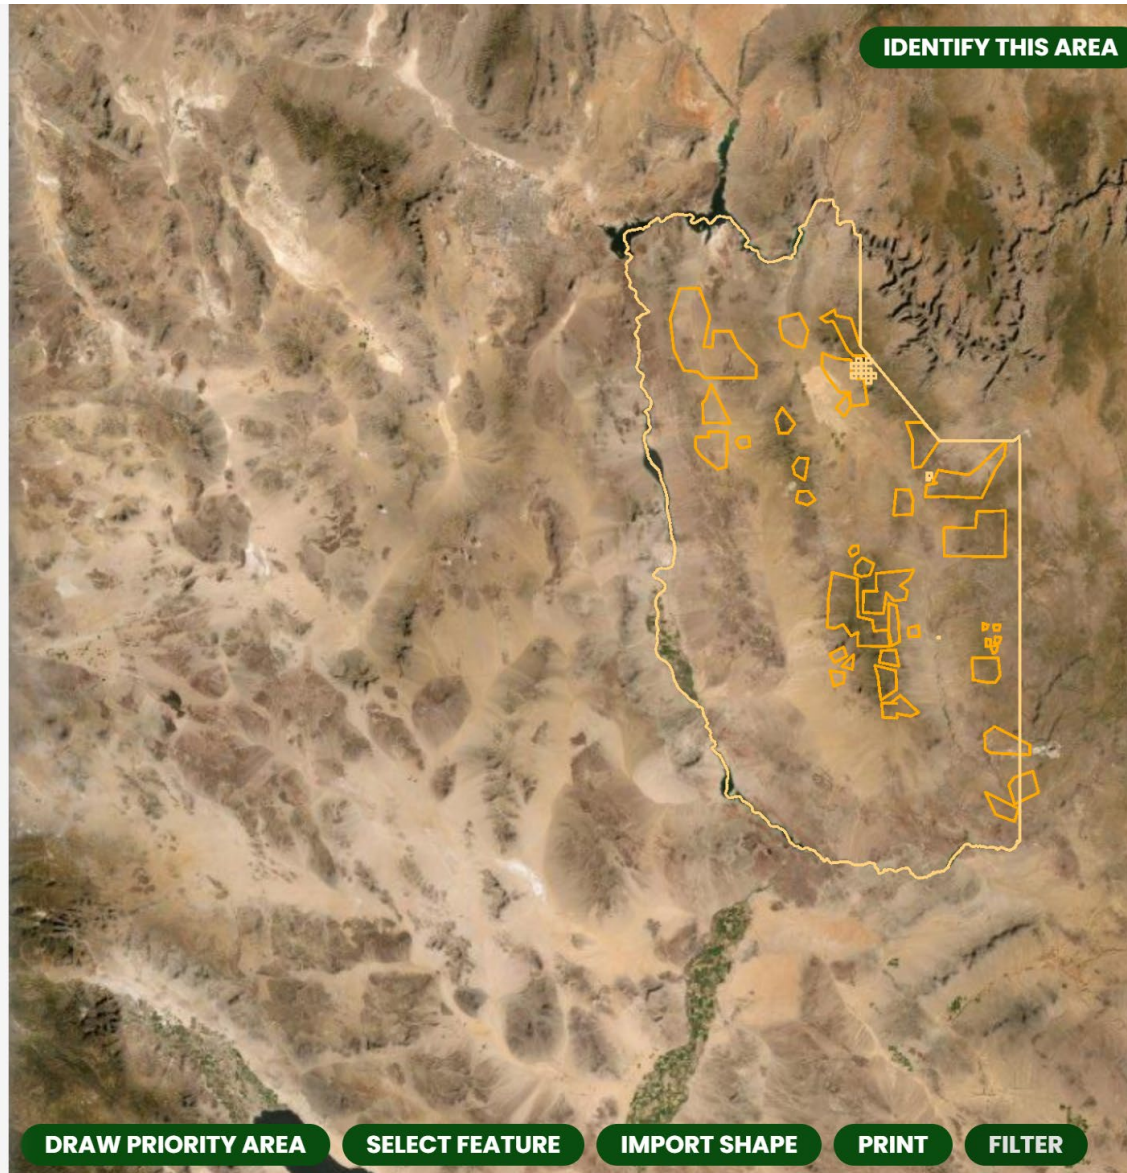 IDENTIFY THIS AREA
DRAW PRIORITY AREA
SELECT FEATURE
IMPORT SHAPE
PRINT
FILTER